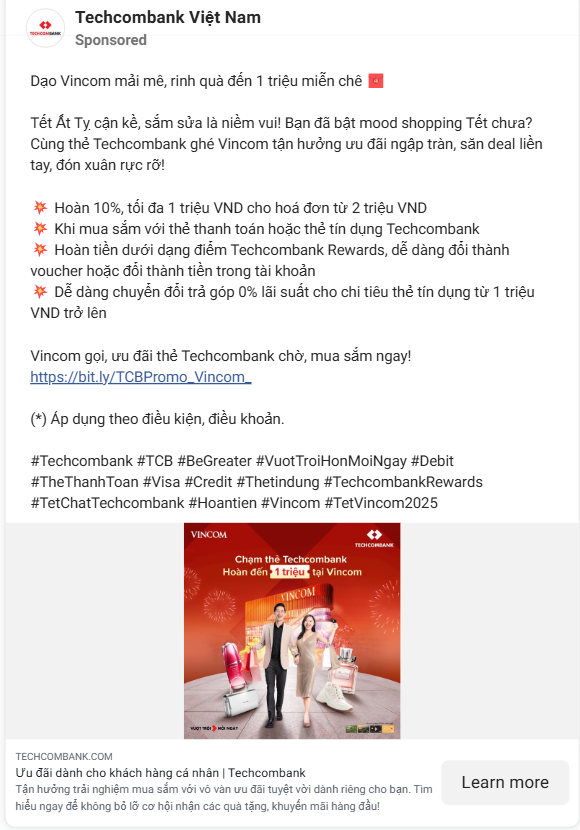 Techcombank Việt Nam
Sponsored
Dạo Vincom mải mê, rinh quà đến 1 triệu miễn chê
Tết Ất Tỵ cận kề, sắm sửa là niềm vui! Bạn đã bật mood shopping Tết chưa?
Cùng thẻ Techcombank ghé Vincom tận hưởng ưu đãi ngập tràn, săn deal liền
tay, đón xuân rực rỡ!
💥 Hoàn 10%, tối đa 1 triệu VND cho hoá đơn từ 2 triệu VND
💥 Khi mua sắm với thẻ thanh toán hoặc thẻ tín dụng Techcombank
💥 Hoàn tiền dưới dạng điểm Techcombank Rewards, dễ dàng đổi thành
voucher hoặc đổi thành tiền trong tài khoản
💥 Dễ dàng chuyển đổi trả góp 0% lãi suất cho chi tiêu thẻ tín dụng từ 1 triệu
VND trở lên
Vincom gọi, ưu đãi thẻ Techcombank chờ, mua sắm ngay!
https://bit.ly/TCBPromo_Vincom_
(*) Áp dụng theo điều kiện, điều khoản.
#Techcombank #TCB #BeGreater #VuotTroiHonMoiNgay #Debit
#TheThanhToan #Visa #Credit #Thetindung #TechcombankRewards
#TetChatTechcombank #Hoantien #Vincom #TetVincom2025
VINCOM
TECHCOMBANK
Chạm thẻ Techcombank
Hoàn đến 1 triệu tại Vincom
VINCOM
VƯỢT TRỘI MỖI NGÀY
TECHCOMBANK.COM
Ưu đãi dành cho khách hàng cá nhân | Techcombank
Tận hưởng trải nghiệm mua sắm với vô vàn ưu đãi tuyệt vời dành riêng cho bạn. Tìm
hiểu ngay để không bỏ lỡ cơ hội nhận các quà tặng, khuyến mãi hàng đầu!
Learn more